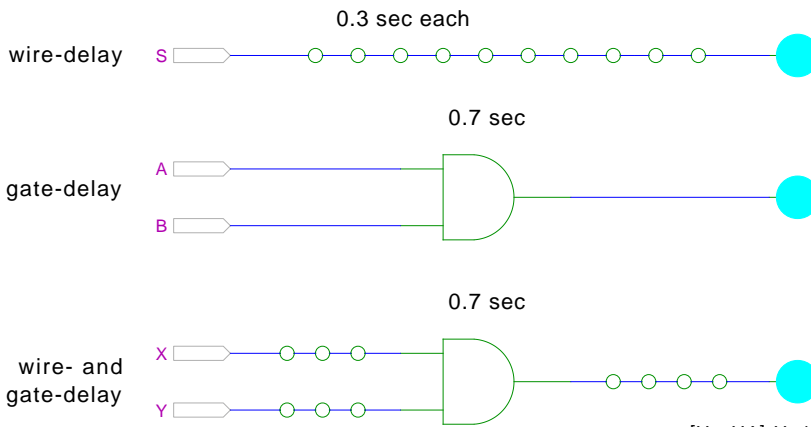 0.3 sec each
wire-delay S
0.7 sec
A
gate-delay
B
0.7 sec
X
wire- and
gate-delay
Y